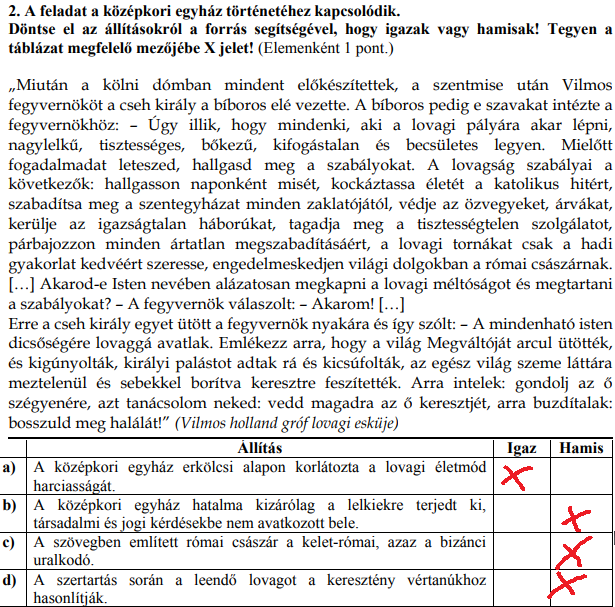 2. A feladat a középkori egyház történetéhez kapcsolódik.
Döntse el az állításokról a forrás segítségével, hogy igazak vagy hamisak! Tegyen a
táblázat megfelelő mezőjébe X jelet! (Elemenként 1 pont.)
„Miután a kölni dómban mindent előkészítettek, a szentmise után Vilmos
fegyvernököt a cseh király a bíboros elé vezette. A bíboros pedig e szavakat intézte a
fegyvernökhöz: – Úgy illik, hogy mindenki, aki a lovagi pályára akar lépni,
nagylelkű, tisztességes, bőkezű, kifogástalan és becsületes legyen. Mielőtt
fogadalmadat leteszed, hallgasd meg a szabályokat. A lovagság szabályai a
következők: hallgasson naponként misét, kockáztassa életét a katolikus hitért,
szabadítsa meg a szentegyházat minden zaklatójától, védje az özvegyeket, árvákat,
kerülje az igazságtalan háborúkat, tagadja meg a tisztességtelen szolgálatot,
párbajozzon minden ártatlan megszabadításáért, a lovagi tornákat csak a hadi
gyakorlat kedvéért szeresse, engedelmeskedjen világi dolgokban a római császárnak.
[…] Akarod-e Isten nevében alázatosan megkapni a lovagi méltóságot és megtartani
a szabályokat? – A fegyvernök válaszolt: – Akarom! […]
Erre a cseh király egyet ütött a fegyvernök nyakára és így szólt: – A mindenható isten
dicsőségére lovaggá avatlak. Emlékezz arra, hogy a világ Megváltóját arcul ütötték,
és kigúnyolták, királyi palástot adtak rá és kicsúfolták, az egész világ szeme láttára
meztelenül és sebekkel borítva keresztre feszítették. Arra intelek: gondolj az ő
szégyenére, azt tanácsolom neked: vedd magadra az ő keresztjét, arra buzdítalak:
bosszuld meg halálát!” (Vilmos holland gróf lovagi esküje)
Állítás Igaz Hamis
a) A középkori egyház erkölcsi alapon korlátozta a lovagi életmód X
harciasságát.
b) A középkori egyház hatalma kizárólag a lelkiekre terjedt ki, X
társadalmi és jogi kérdésekbe nem avatkozott bele.
c) A szövegben említett római császár a kelet-római, azaz a bizánci X
uralkodó.
d) A szertartás során a leendő lovagot a keresztény vértanúkhoz X
hasonlítják.